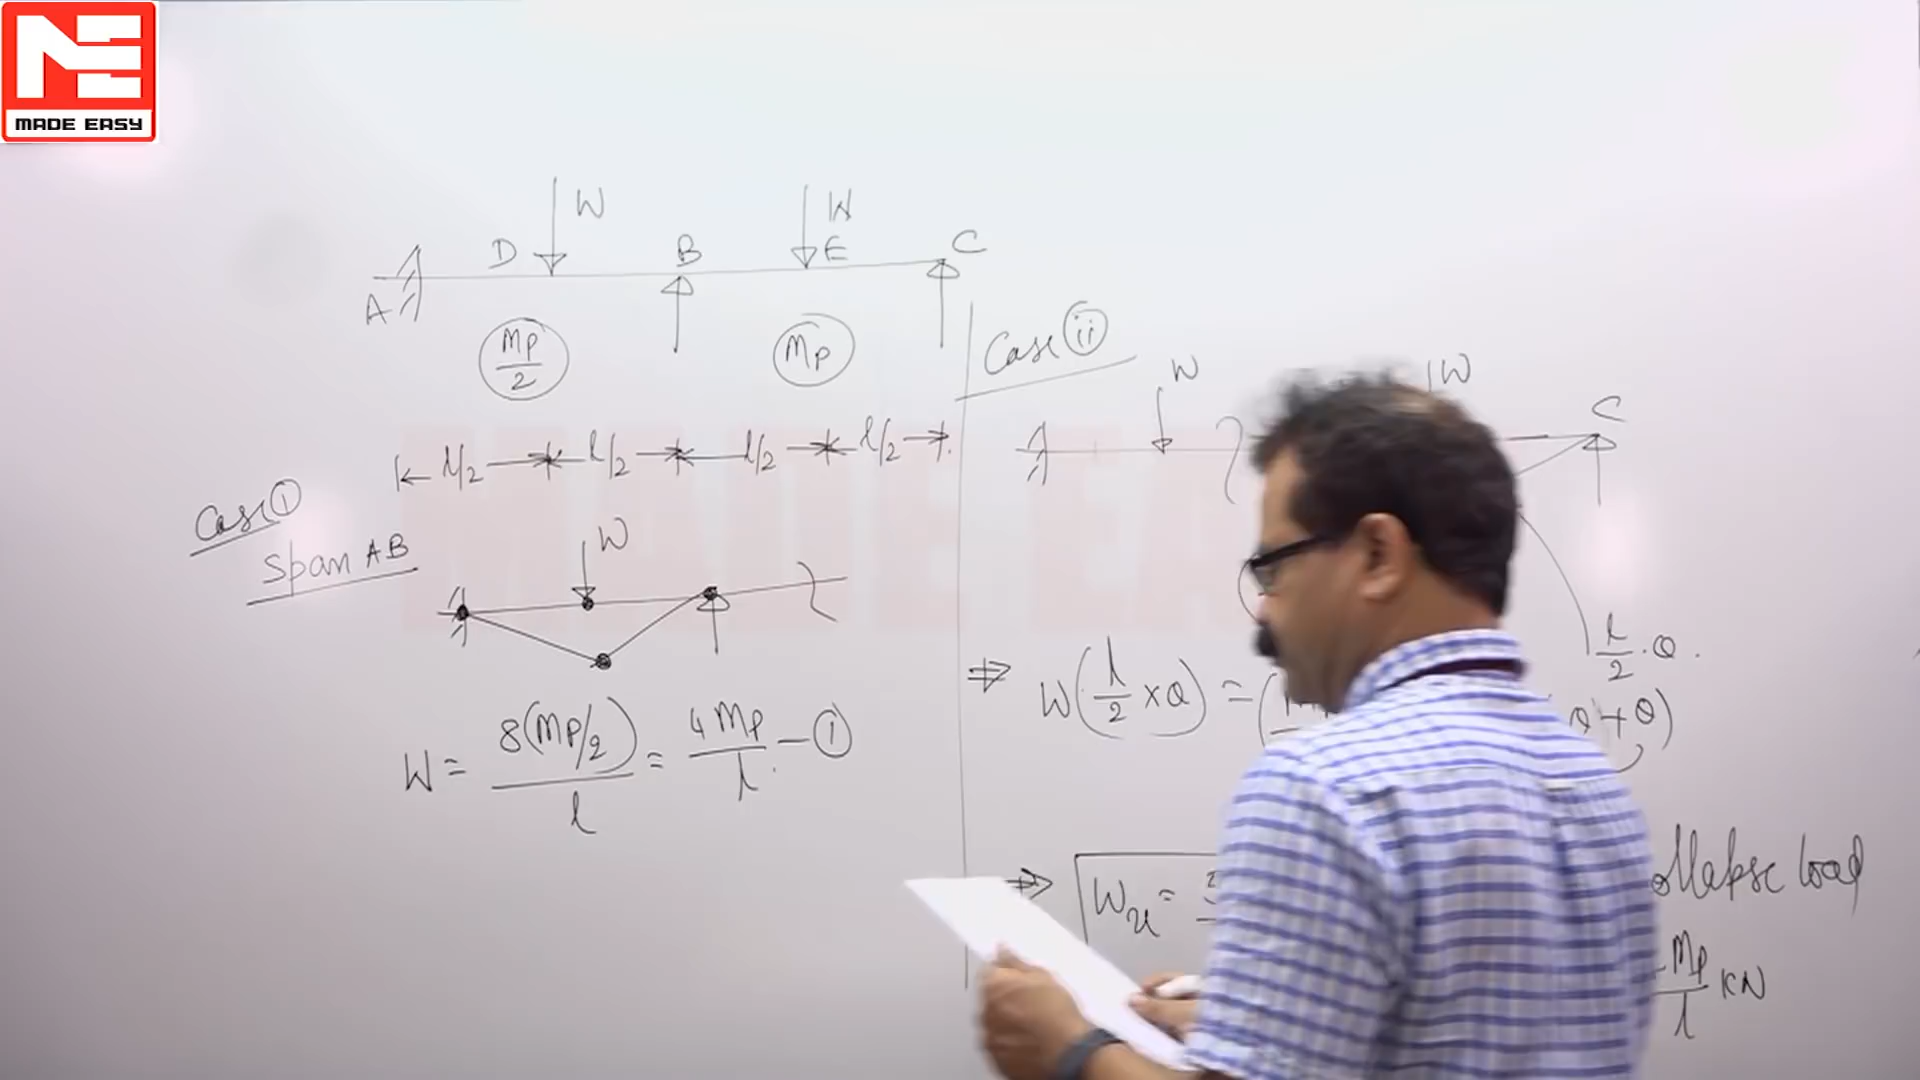 MADE EASY
W W
D B E C
A
Mp/2 Mp
l/2 l/2 l/2 l/2
Case (i)
Span AB
W
W = 8(Mp/2)/l = 4Mp/l - (1)
Case (ii)
W W
C
l/2 . θ .
⇒ W(l/2 × θ) = (
θ + θ)
⇒ Wu =
ollapse load
Mp/l KN